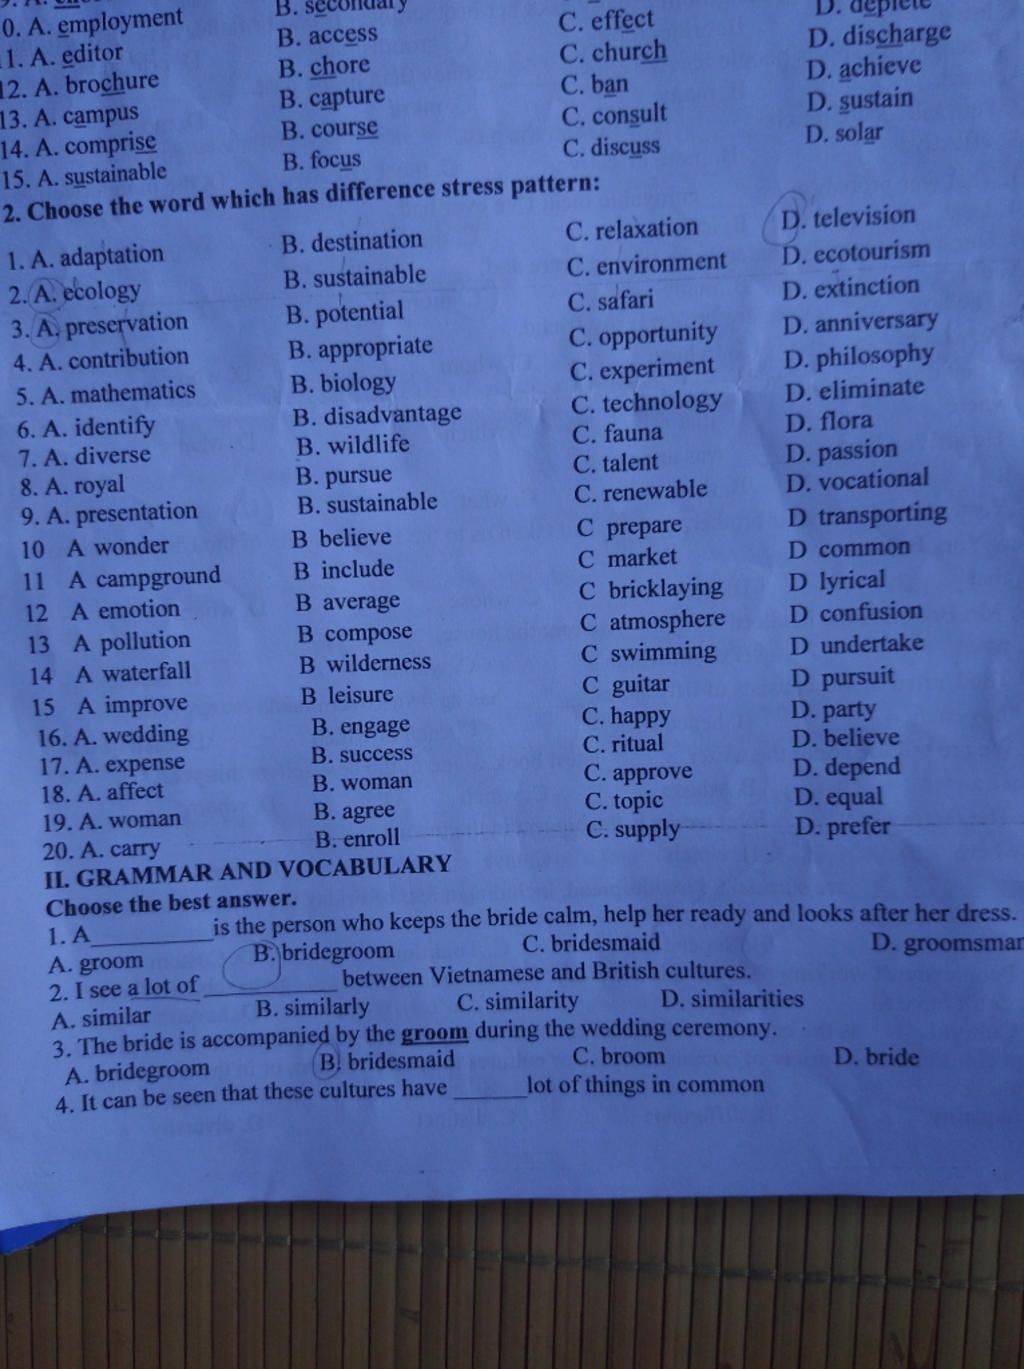 0. A. employment B. secondary C. effect D. deplete
11. A. editor B. access C. church D. discharge
12. A. brochure B. chore C. ban D. achieve
13. A. campus B. capture C. consult D. sustain
14. A. comprise B. course C. discuss D. solar
15. A. sustainable B. focus
2. Choose the word which has difference stress pattern:
1. A. adaptation B. destination C. relaxation D. television
2. A. ecology B. sustainable C. environment D. ecotourism
3. A. preservation B. potential C. safari D. extinction
4. A. contribution B. appropriate C. opportunity D. anniversary
5. A. mathematics B. biology C. experiment D. philosophy
6. A. identify B. disadvantage C. technology D. eliminate
7. A. diverse B. wildlife C. fauna D. flora
8. A. royal B. pursue C. talent D. passion
9. A. presentation B. sustainable C. renewable D. vocational
10 A wonder B believe C prepare D transporting
11 A campground B include C market D common
12 A emotion B average C bricklaying D lyrical
13 A pollution B compose C atmosphere D confusion
14 A waterfall B wilderness C swimming D undertake
15 A improve B leisure C guitar D pursuit
16. A. wedding B. engage C. happy D. party
17. A. expense B. success C. ritual D. believe
18. A. affect B. woman C. approve D. depend
19. A. woman B. agree C. topic D. equal
20. A. carry B. enroll C. supply D. prefer
II. GRAMMAR AND VOCABULARY
Choose the best answer.
1. A__________ is the person who keeps the bride calm, help her ready and looks after her dress.
A. groom B. bridegroom C. bridesmaid D. groomsman
2. I see a lot of __________ between Vietnamese and British cultures.
A. similar B. similarly C. similarity D. similarities
3. The bride is accompanied by the groom during the wedding ceremony.
A. bridegroom B. bridesmaid C. broom D. bride
4. It can be seen that these cultures have ______lot of things in common